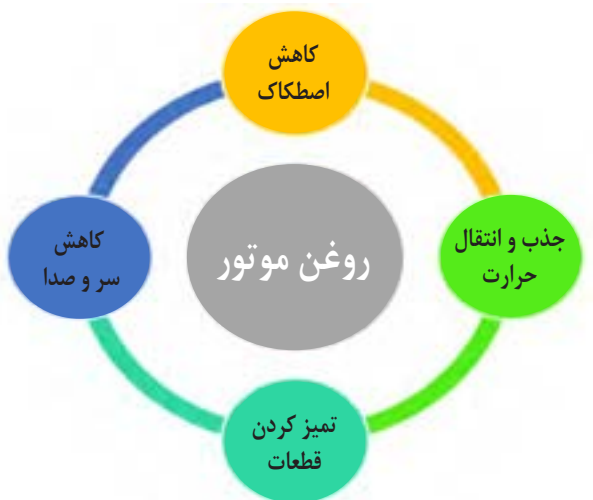 کاهش
اصطکاک
جذب و انتقال
حرارت
روغن موتور
کاهش
سر و صدا
تمیز کردن
قطعات